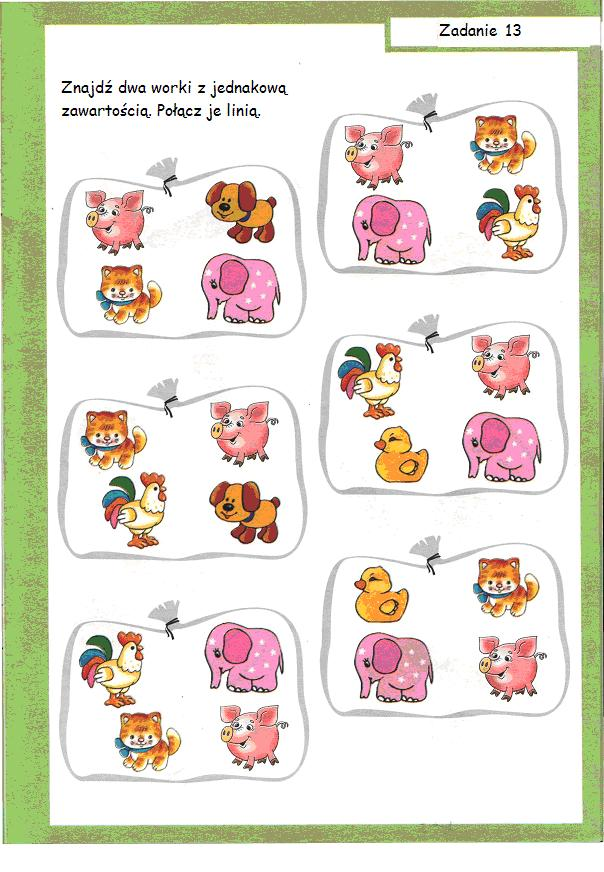 Zadanie 13
Znajdź dwa worki z jednakową
zawartością. Połącz je linią.